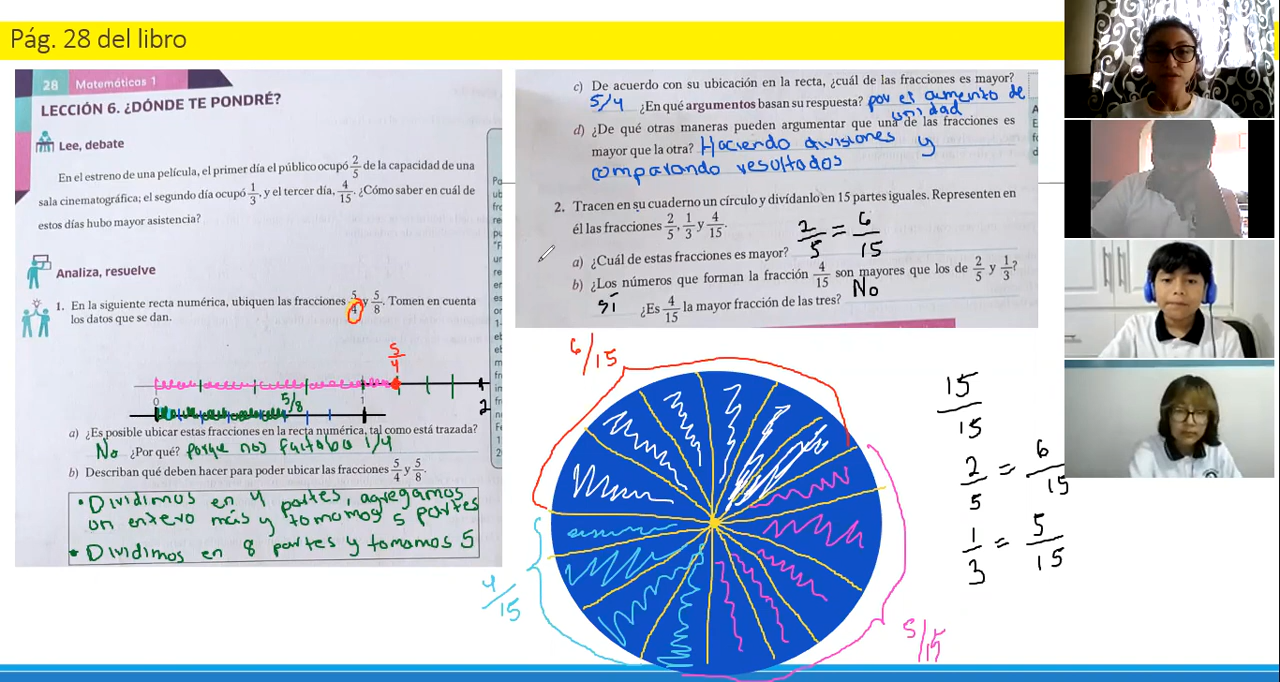 Pág. 28 del libro
28 Matemáticas 1
LECCIÓN 6. ¿DÓNDE TE PONDRÉ?
Lee, debate
En el estreno de una película, el primer día el público ocupó 2/5 de la capacidad de una
sala cinematográfica; el segundo día ocupó 1/3, y el tercer día, 4/15. ¿Cómo saber en cuál de
estos días hubo mayor asistencia?
Analiza, resuelve
1. En la siguiente recta numérica, ubiquen las fracciones 5/4 y 5/8. Tomen en cuenta
los datos que se dan.
5/4
0 5/8 1 2
a) ¿Es posible ubicar estas fracciones en la recta numérica, tal como está trazada?
No ¿Por qué? porque nos faltaba 1/4
b) Describan qué deben hacer para poder ubicar las fracciones 5/4 y 5/8.
• Dividimos en 4 partes, agregamos
un entero más y tomamos 5 partes
• Dividimos en 8 partes y tomamos 5
c) De acuerdo con su ubicación en la recta, ¿cuál de las fracciones es mayor?
5/4 ¿En qué argumentos basan su respuesta? por el aumento de
unidad
d) ¿De qué otras maneras pueden argumentar que una de las fracciones es
mayor que la otra? Haciendo divisiones y
comparando resultados
2. Tracen en su cuaderno un círculo y divídanlo en 15 partes iguales. Representen en
él las fracciones 2/5, 1/3 y 4/15.
a) ¿Cuál de estas fracciones es mayor? 2/5 = 6/15
b) ¿Los números que forman la fracción 4/15 son mayores que los de 2/5 y 1/3?
sí ¿Es 4/15 la mayor fracción de las tres? No
6/15
4/15
5/15
15/15
2/5 = 6/15
1/3 = 5/15